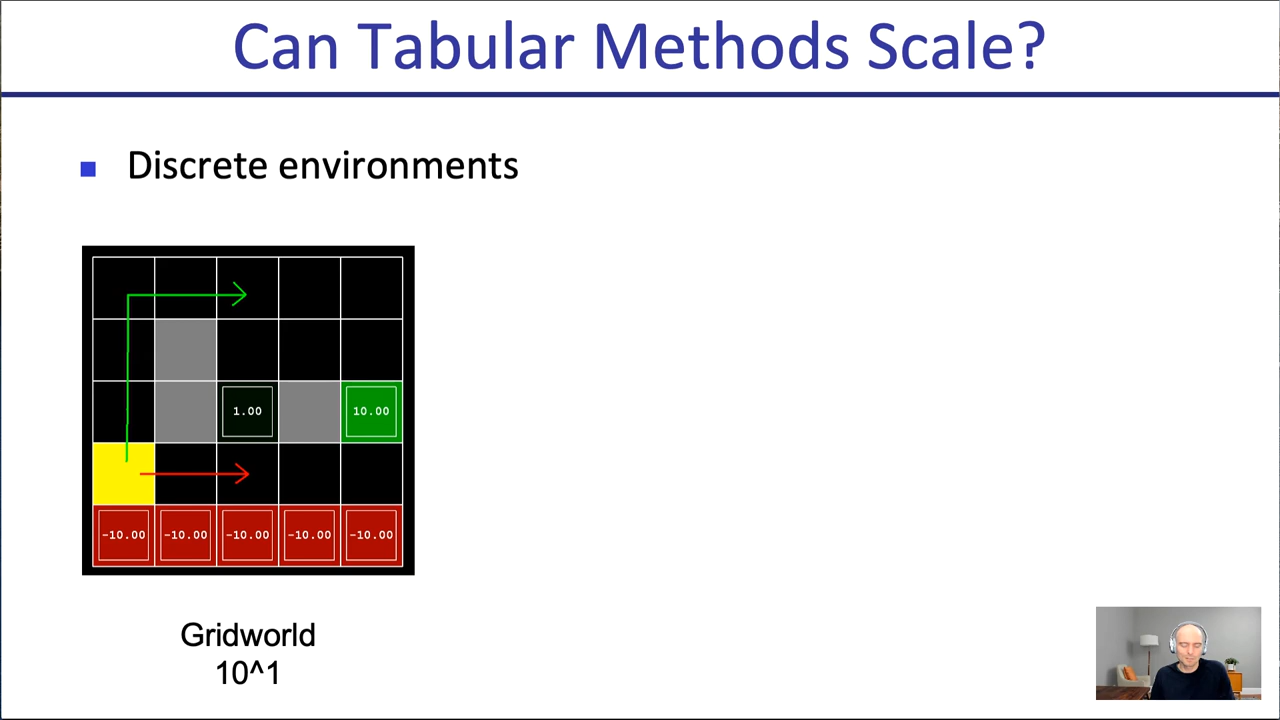 Can Tabular Methods Scale?
Discrete environments
1.00
10.00
-10.00 -10.00 -10.00 -10.00 -10.00
Gridworld
10^1